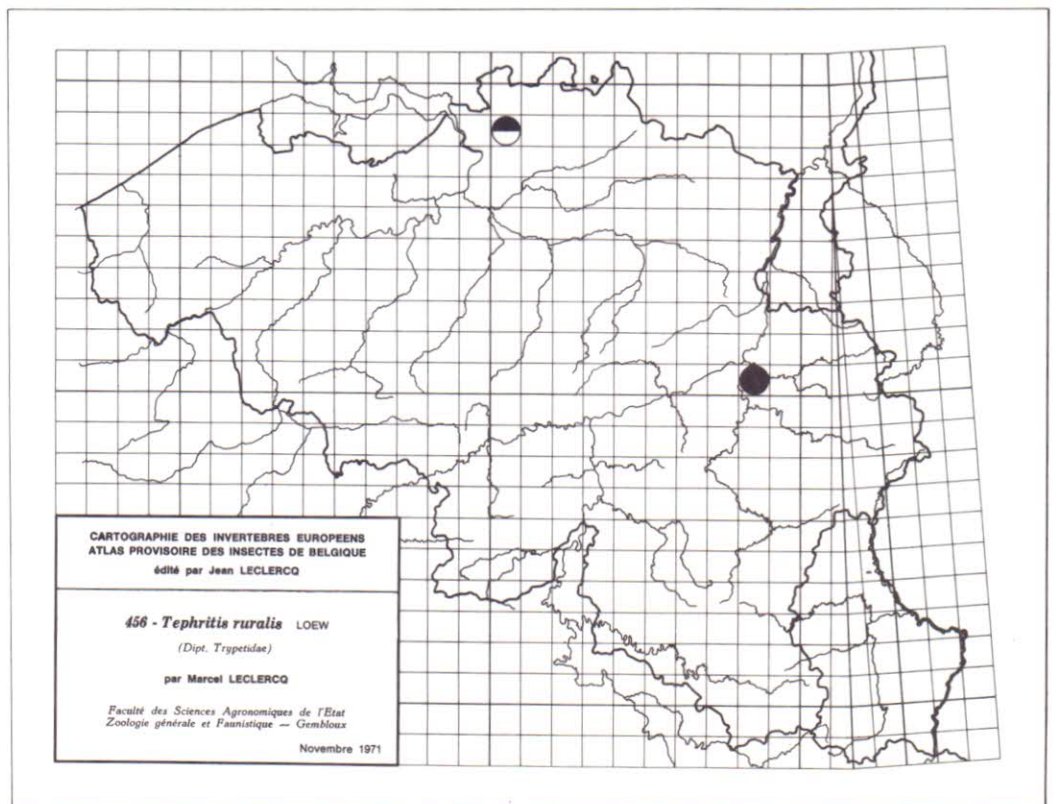 CARTOGRAPHIE DES INVERTEBRES EUROPEENS
ATLAS PROVISOIRE DES INSECTES DE BELGIQUE
édité par Jean LECLERCQ
456 - Tephritis ruralis LOEW
(Dipt. Trypetidae)
par Marcel LECLERCQ
Faculté des Sciences Agronomiques de l'Etat
Zoologie générale et Faunistique — Gembloux
Novembre 1971